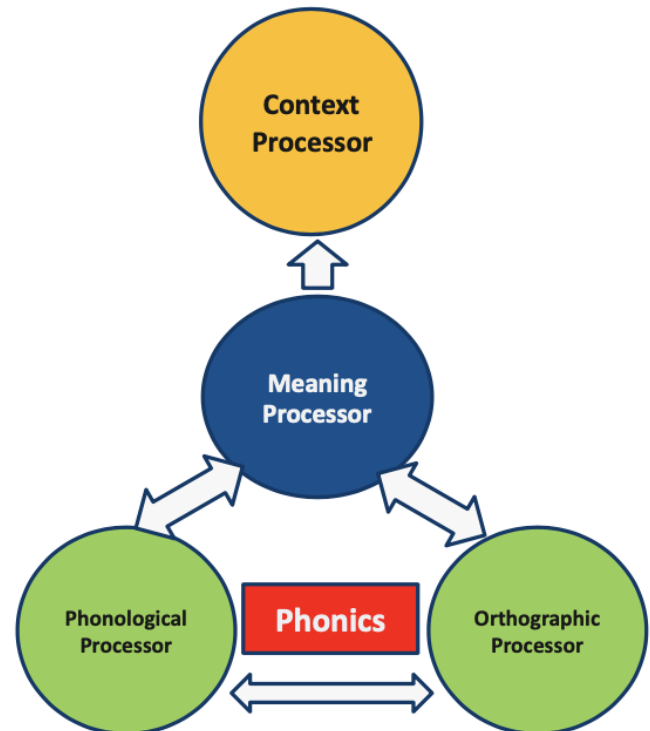 Context
Processor
Meaning
Processor
Phonological
Processor
Phonics
Orthographic
Processor